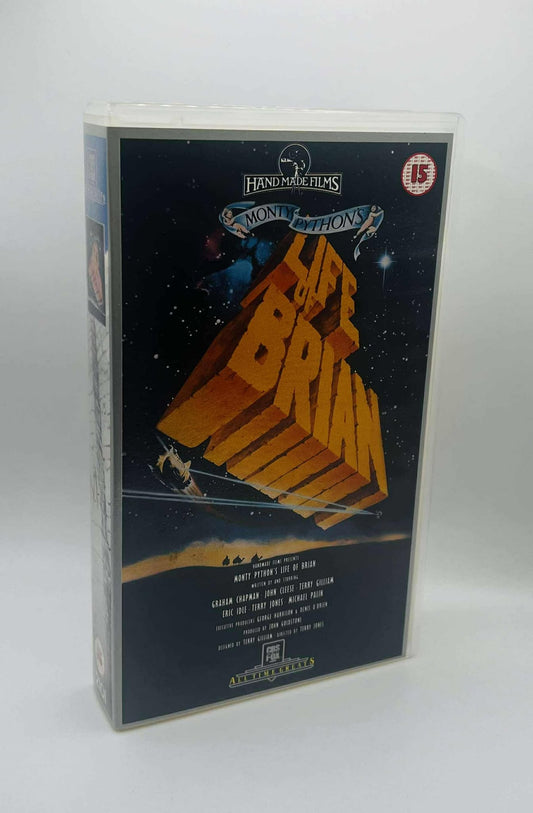 HAND MADE FILMS
15
MONTY PYTHON'S
LIFE
OF
BRIAN
HANDMADE FILMS PRESENTS
MONTY PYTHON'S LIFE OF BRIAN
WRITTEN BY AND STARRING
GRAHAM CHAPMAN · JOHN CLEESE · TERRY GILLIAM
ERIC IDLE · TERRY JONES · MICHAEL PALIN
EXECUTIVE PRODUCERS GEORGE HARRISON & DENIS O'BRIEN
PRODUCED BY JOHN GOLDSTONE
DESIGNED BY TERRY GILLIAM · DIRECTED BY TERRY JONES
CBS
FOX
ALL TIME GREATS